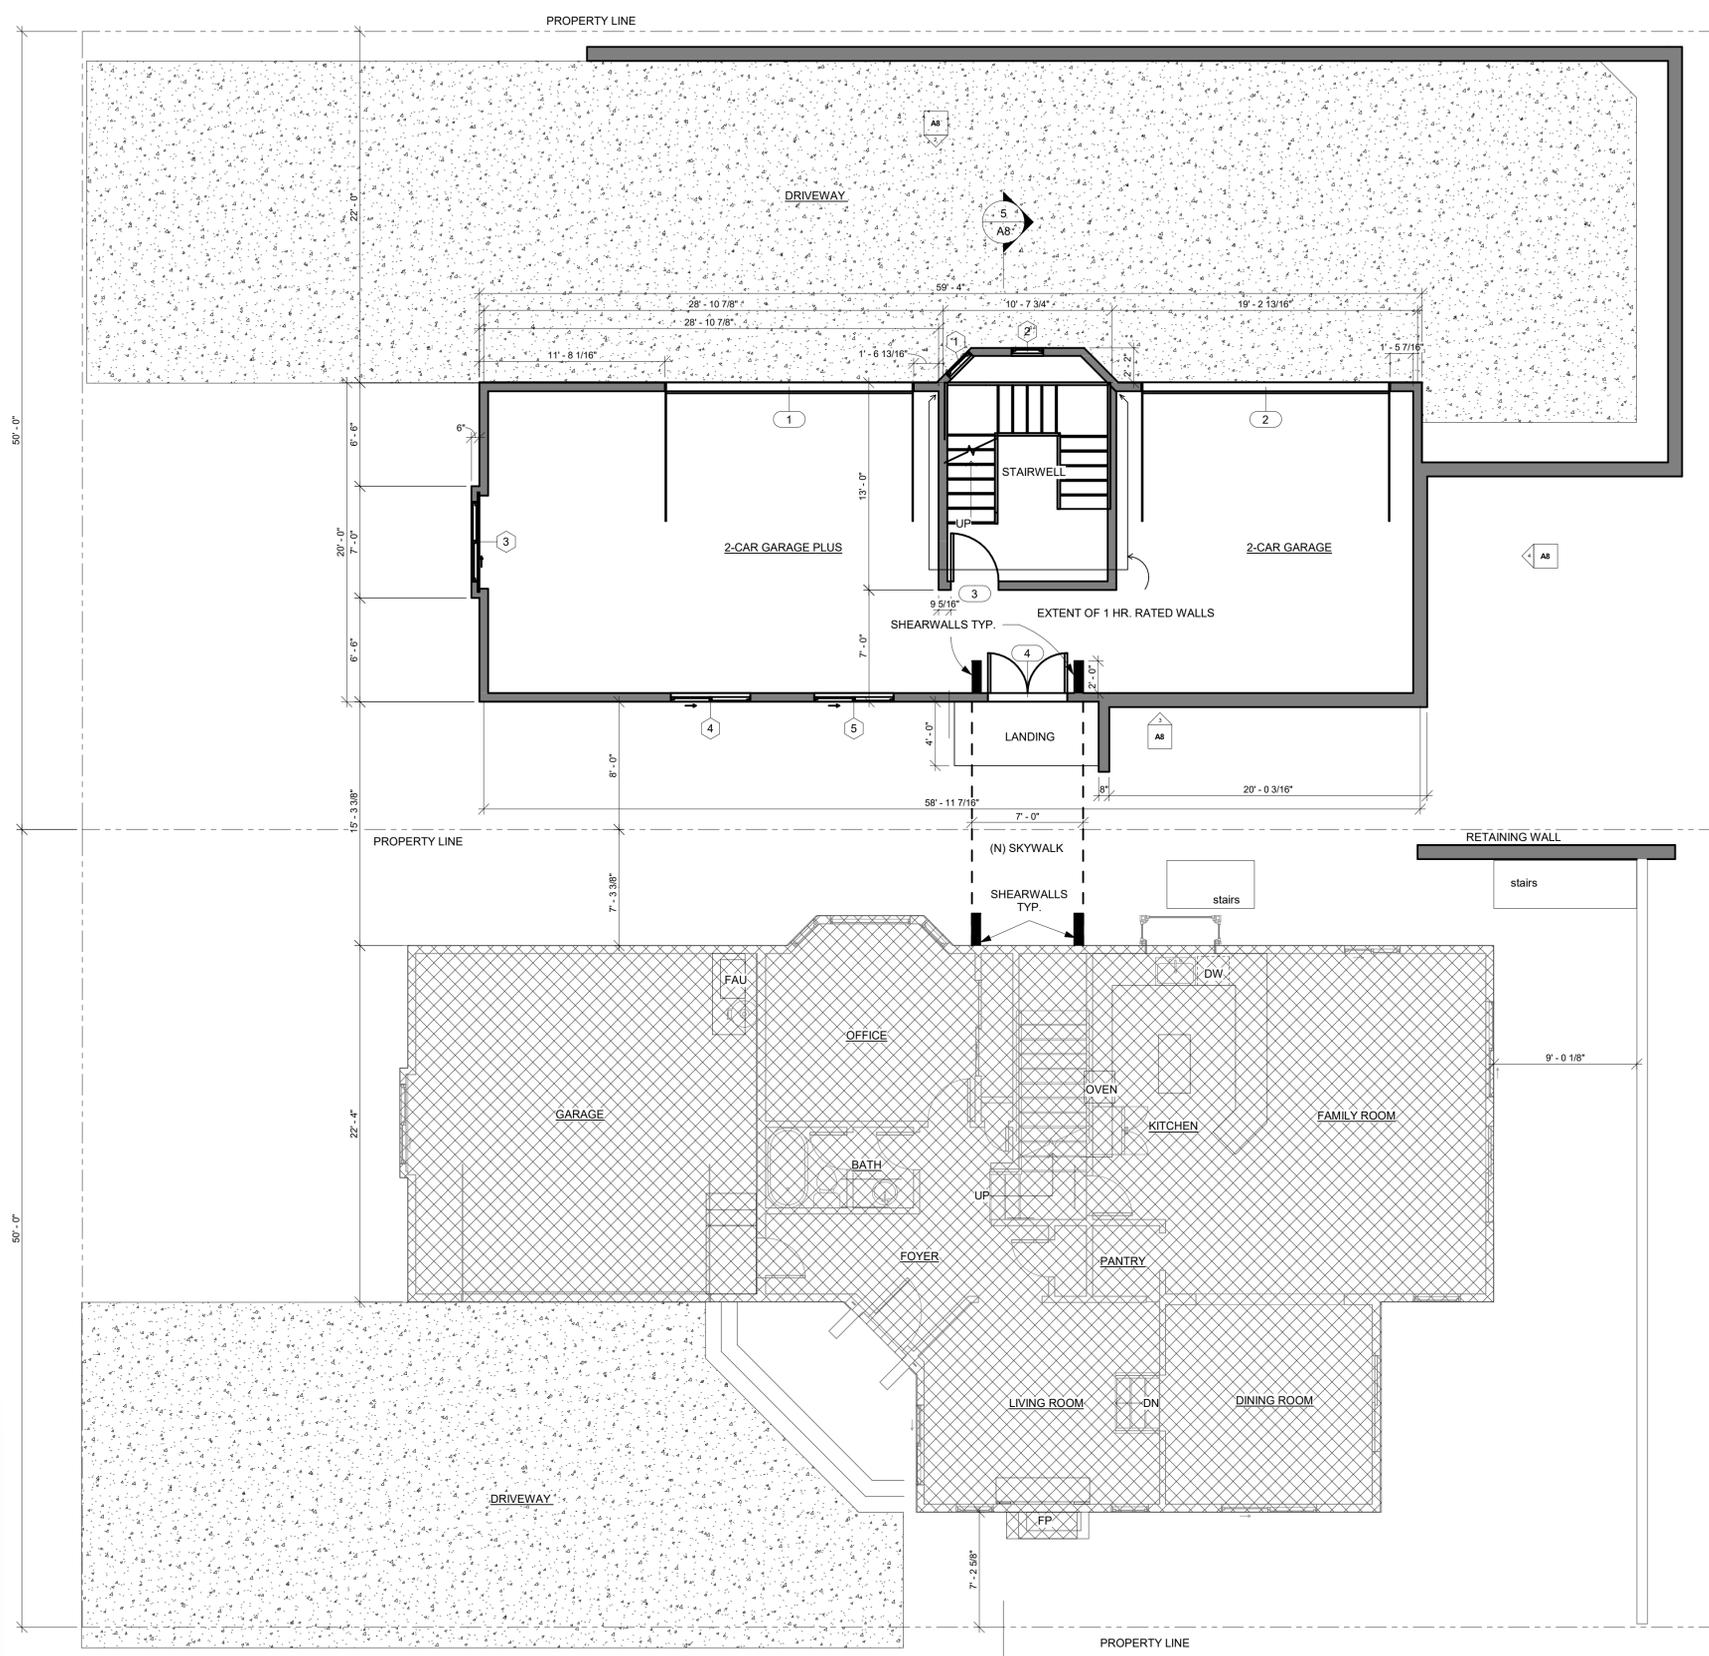 PROPERTY LINE
A8
DRIVEWAY
22' - 0"
5
A8
59' - 4"
28' - 10 7/8"
10' - 7 3/4"
19' - 2 13/16"
28' - 10 7/8"
11' - 8 1/16"
1' - 6 13/16"
1
2
2' - 2"
1' - 5 7/16"
50' - 0"
6' - 6"
6"
1
2
STAIRWELL
13' - 0"
UP
20' - 0"
7' - 0"
3
2-CAR GARAGE PLUS
2-CAR GARAGE
4
A8
3
9 5/16"
EXTENT OF 1 HR. RATED WALLS
SHEARWALLS TYP.
6' - 6"
7' - 0"
4
2' - 0"
4
5
4' - 0"
LANDING
3
A8
8' - 0"
8"
20' - 0 3/16"
58' - 11 7/16"
15' - 3 3/8"
7' - 0"
PROPERTY LINE
RETAINING WALL
(N) SKYWALK
7' - 3 3/8"
SHEARWALLS
TYP.
stairs
stairs
FAU
DW
OFFICE
9' - 0 1/8"
OVEN
GARAGE
KITCHEN
FAMILY ROOM
22' - 4"
BATH
UP
50' - 0"
FOYER
PANTRY
LIVING ROOM
DN
DINING ROOM
DRIVEWAY
FP
7' - 2 5/8"
PROPERTY LINE